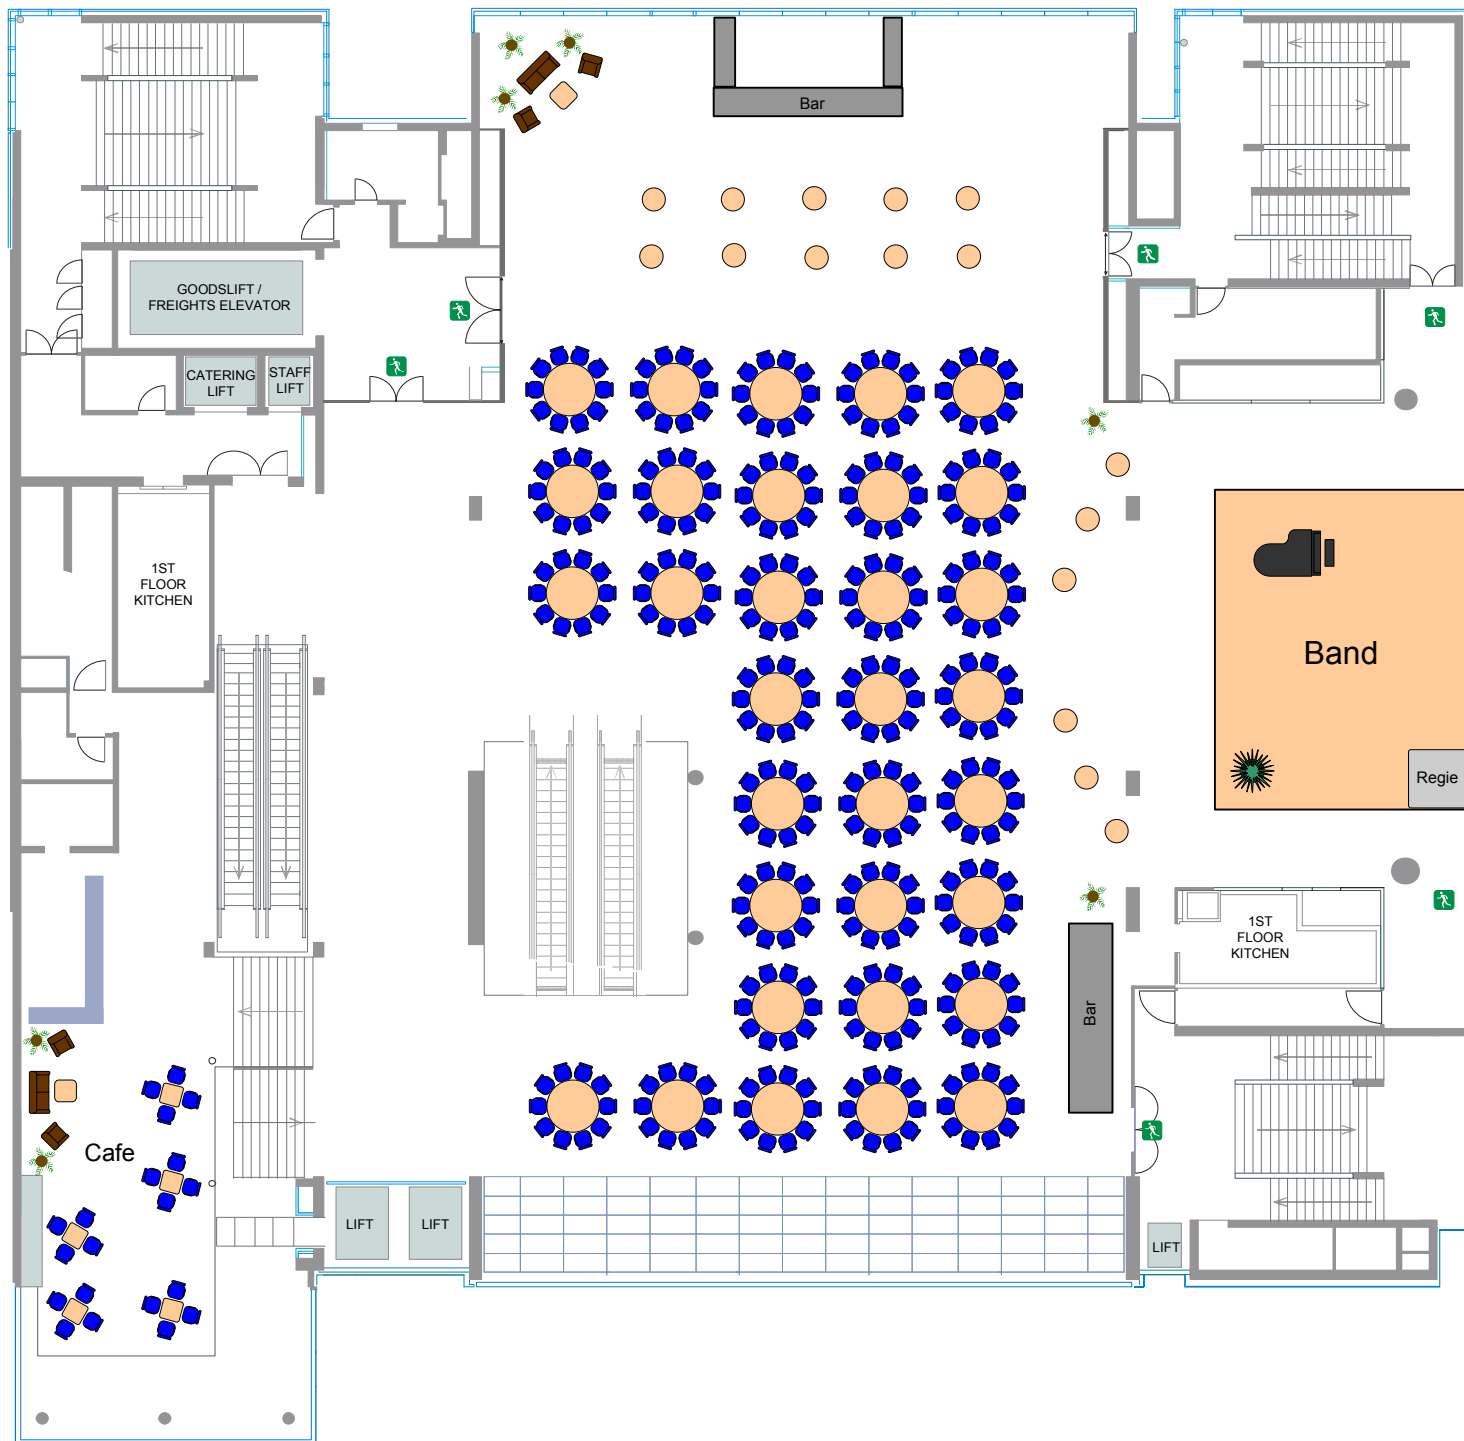 Bar
GOODSLIFT /
FREIGHTS ELEVATOR
CATERING
LIFT
STAFF
LIFT
1ST
FLOOR
KITCHEN
Band
Regie
1ST
FLOOR
KITCHEN
Bar
Cafe
LIFT
LIFT
LIFT